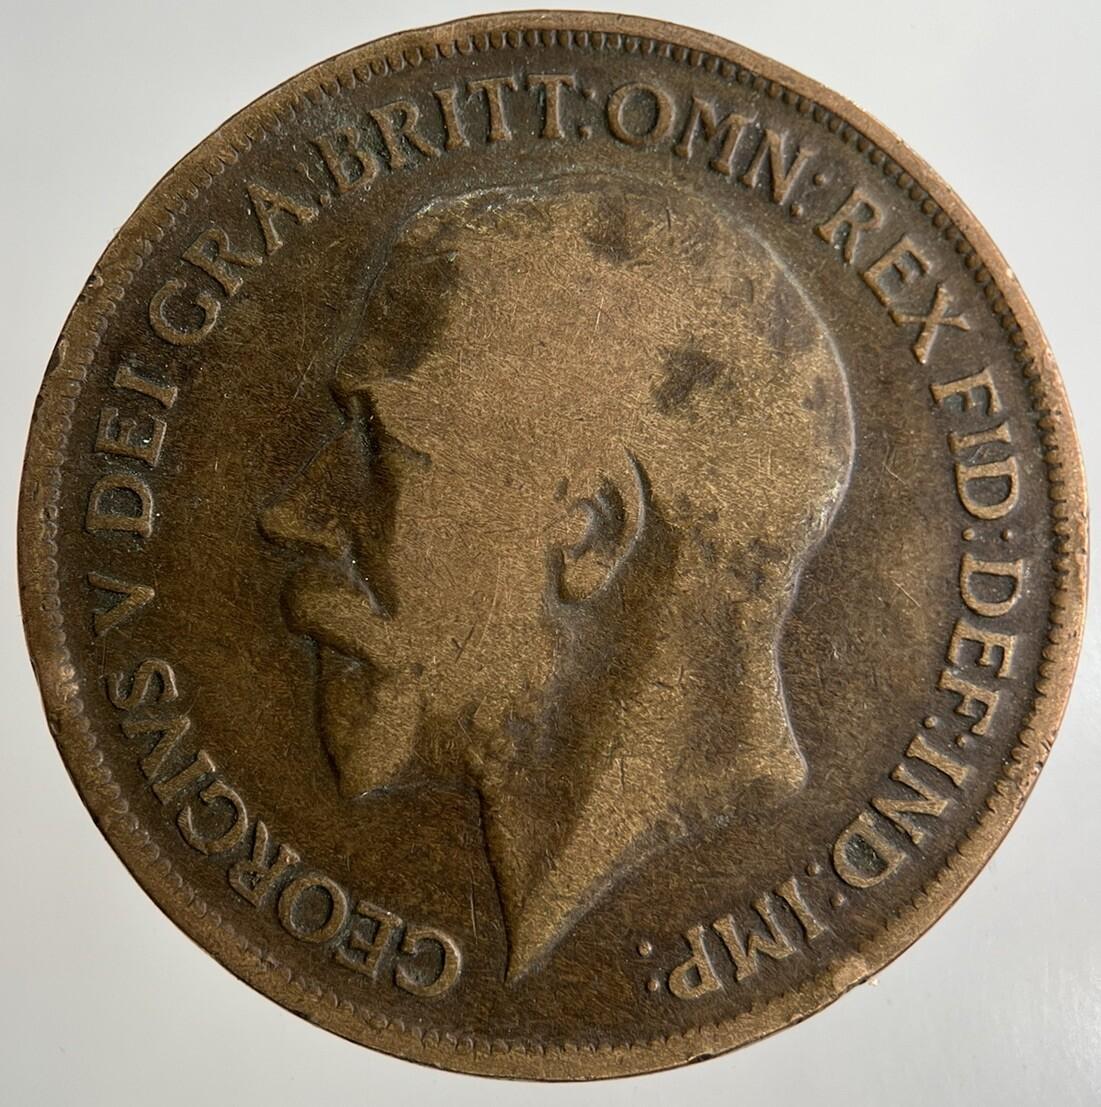 GEORGIVS V DEI GRA: BRITT: OMN: REX FID: DEF: IND: IMP: